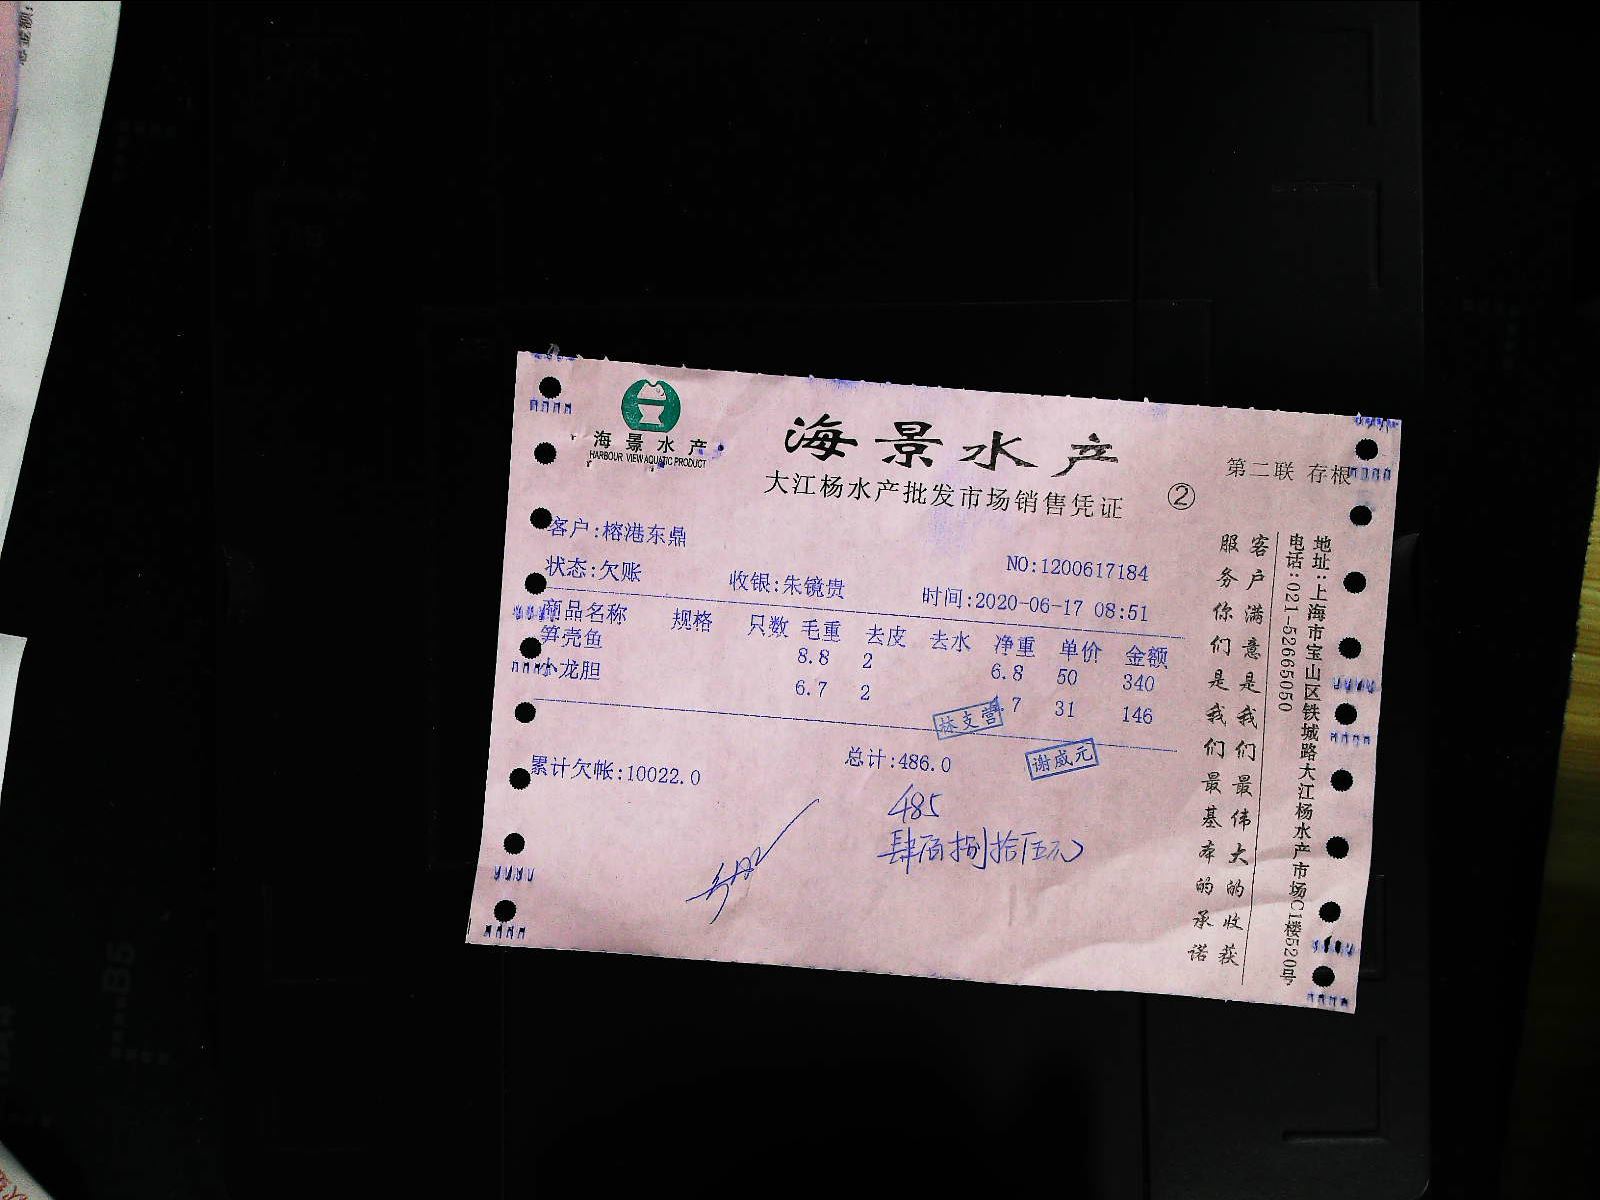 海景水产
HARBOUR VIEW AQUATIC PRODUCT
海景水产
大江杨水产批发市场销售凭证
②
第二联 存根
客户:榕港东鼎
NO:1200617184
状态:欠账 收银:朱镜贵 时间:2020-06-17 08:51
商品名称 规格 只数 毛重 去皮 去水 净重 单价 金额
笋壳鱼 8.8 2 6.8 50 340
小龙胆 6.7 2 4.7 31 146
林支营
累计欠帐:10022.0 总计:486.0
谢威元
485
肆佰捌拾伍元
客户满意是我们最伟大的收获
服务你们是我们最基本的承诺
地址:上海市宝山区铁城路大江杨水产市场C1楼520号
电话:021-52665050
B5